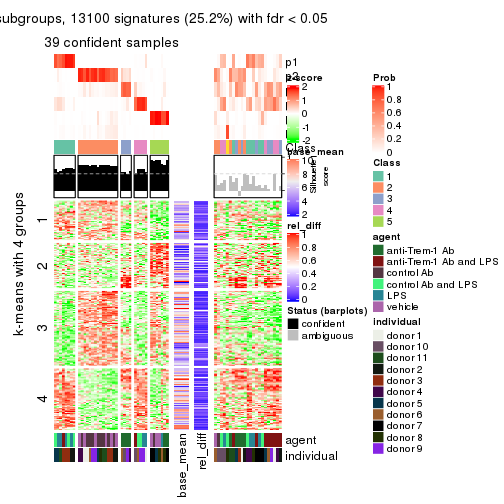 subgroups, 13100 signatures (25.2%) with fdr < 0.05
39 confident samples
p1
Class
Silhouette
score
k-means with 4 groups
1
2
3
4
agent
individual
base_mean
rel_diff
z-score
2
1
0
-1
-2
base_mean
10
8
6
4
2
0
rel_diff
1
0.8
0.6
0.4
0.2
0
Status (barplots)
confident
ambiguous
Prob
1
0.8
0.6
0.4
0.2
0
Class
1
2
3
4
5
agent
anti-Trem-1 Ab
anti-Trem-1 Ab and LPS
control Ab
control Ab and LPS
LPS
vehicle
individual
donor 1
donor 10
donor 11
donor 2
donor 3
donor 4
donor 5
donor 6
donor 7
donor 8
donor 9